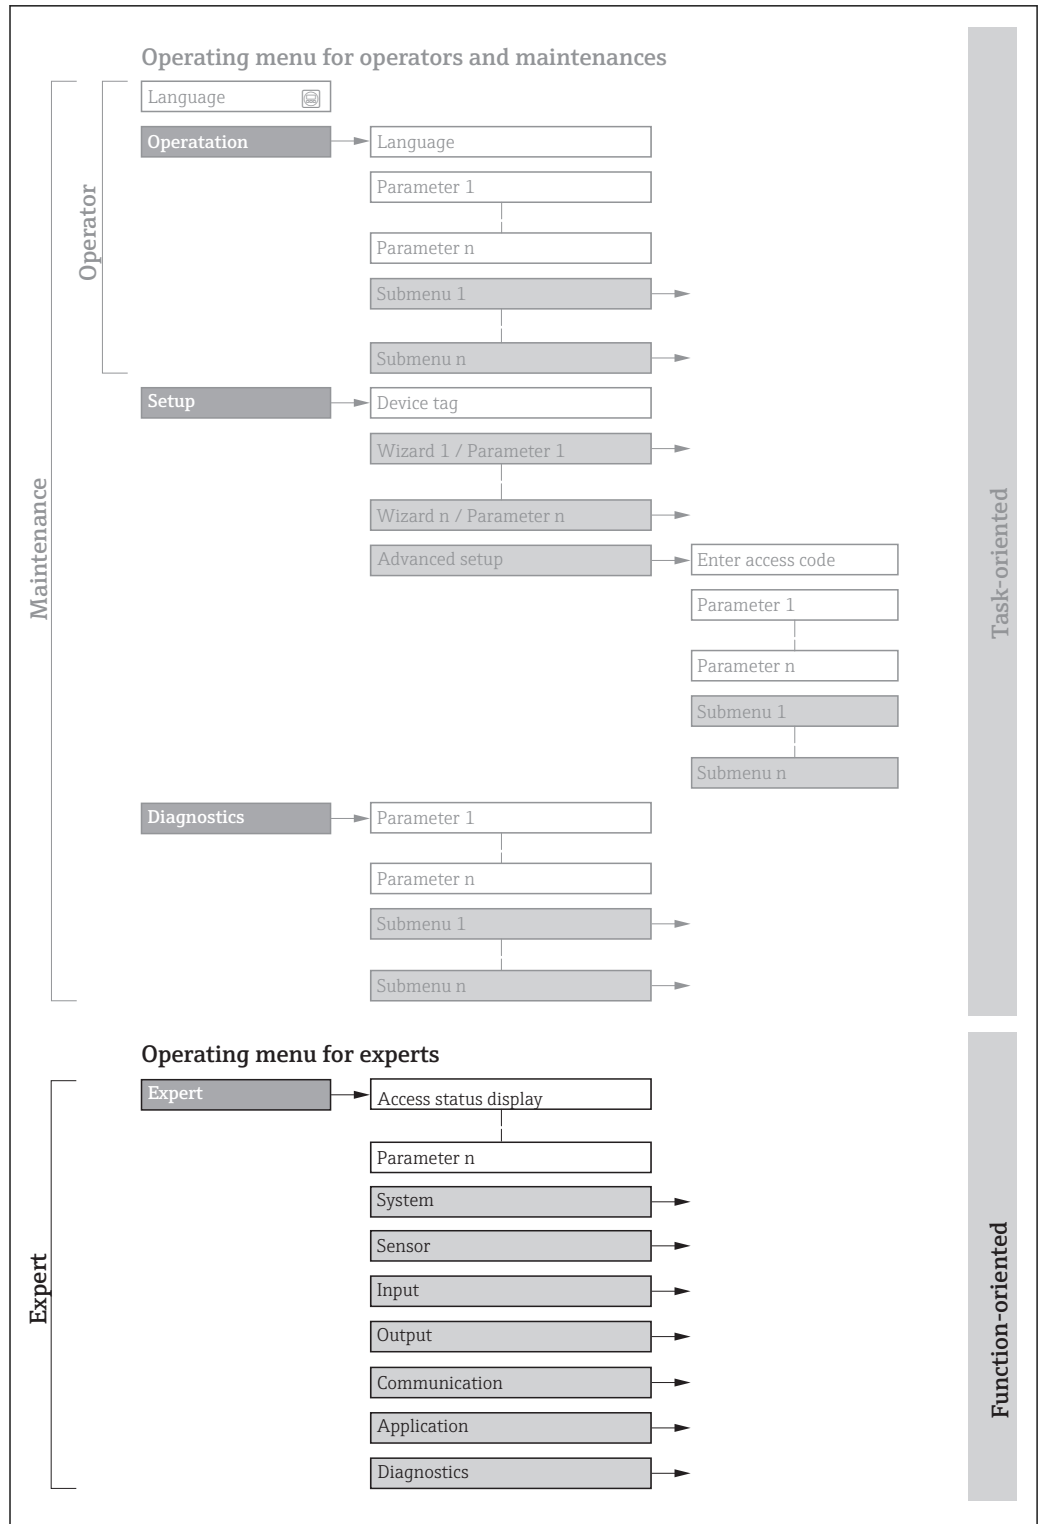 Operating menu for operators and maintenances
Language
Operatation
Language
Parameter 1
Parameter n
Submenu 1
Submenu n
Operator
Setup
Device tag
Wizard 1 / Parameter 1
Wizard n / Parameter n
Advanced setup
Enter access code
Parameter 1
Parameter n
Submenu 1
Submenu n
Maintenance
Task-oriented
Diagnostics
Parameter 1
Parameter n
Submenu 1
Submenu n
Operating menu for experts
Expert
Access status display
Parameter n
System
Sensor
Input
Output
Communication
Application
Diagnostics
Expert
Function-oriented